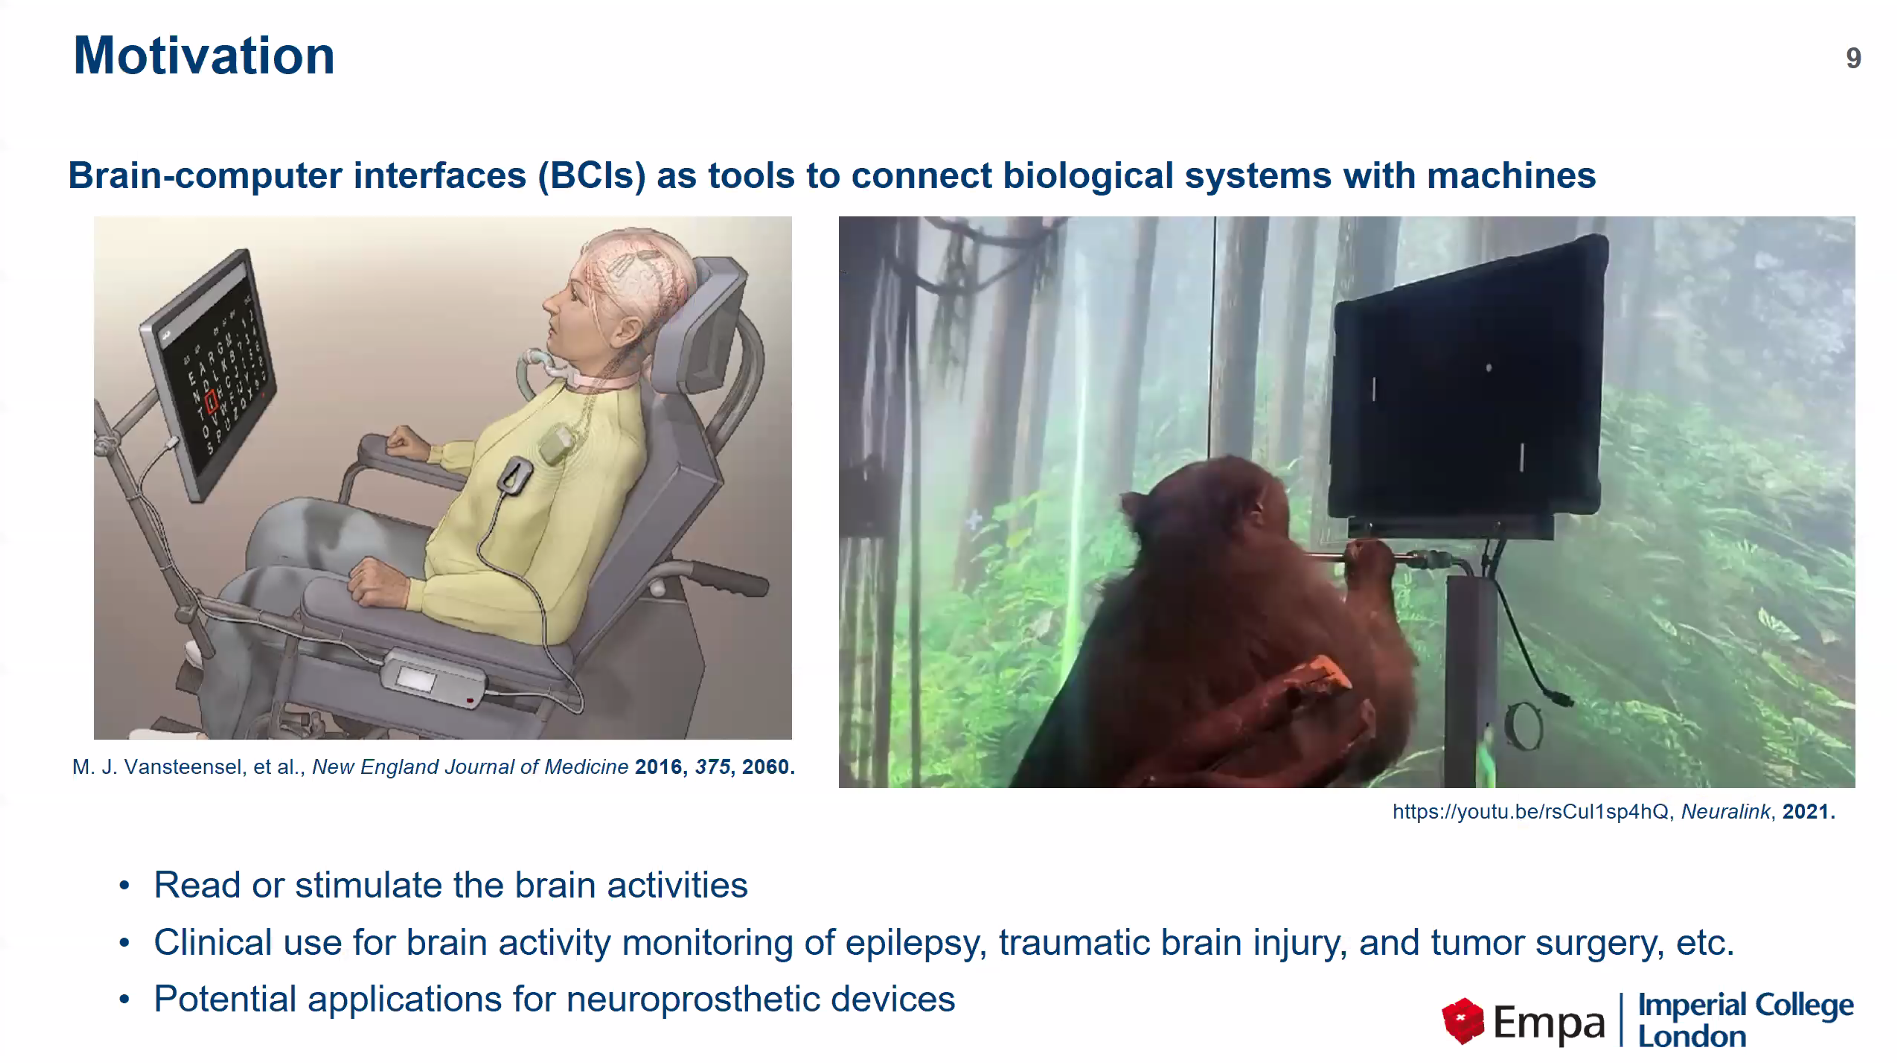 Motivation
9
Brain-computer interfaces (BCIs) as tools to connect biological systems with machines
M. J. Vansteensel, et al., New England Journal of Medicine 2016, 375, 2060.
https://youtu.be/rsCul1sp4hQ, Neuralink, 2021.
• Read or stimulate the brain activities
• Clinical use for brain activity monitoring of epilepsy, traumatic brain injury, and tumor surgery, etc.
• Potential applications for neuroprosthetic devices
Empa
Imperial College
London